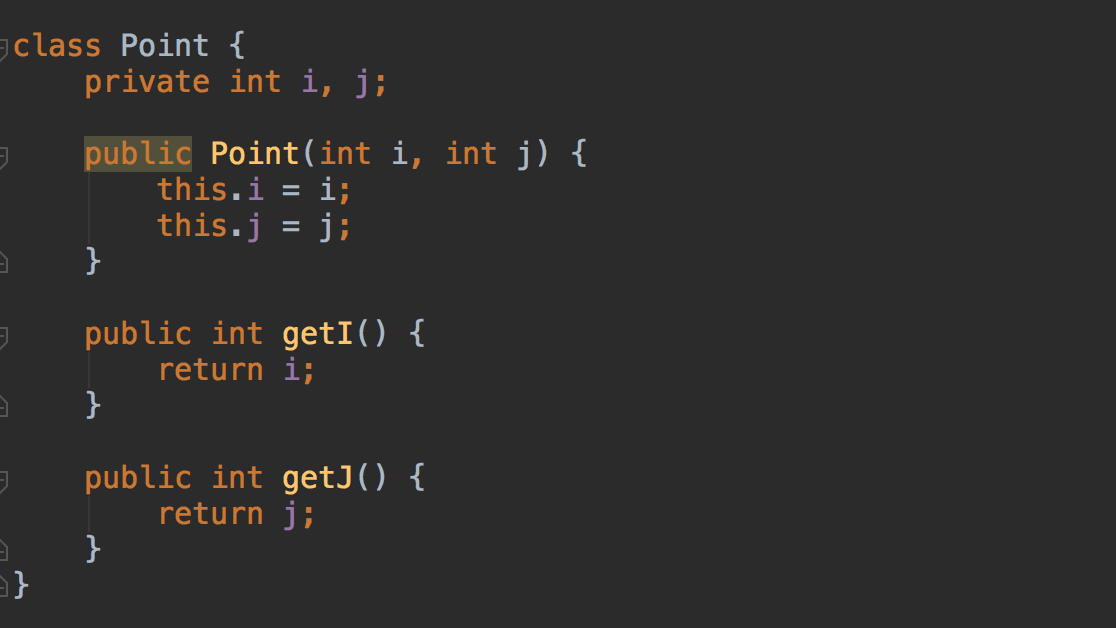 class Point {
    private int i, j;
    public Point(int i, int j) {
        this.i = i;
        this.j = j;
    }
    public int getI() {
        return i;
    }
    public int getJ() {
        return j;
    }
}